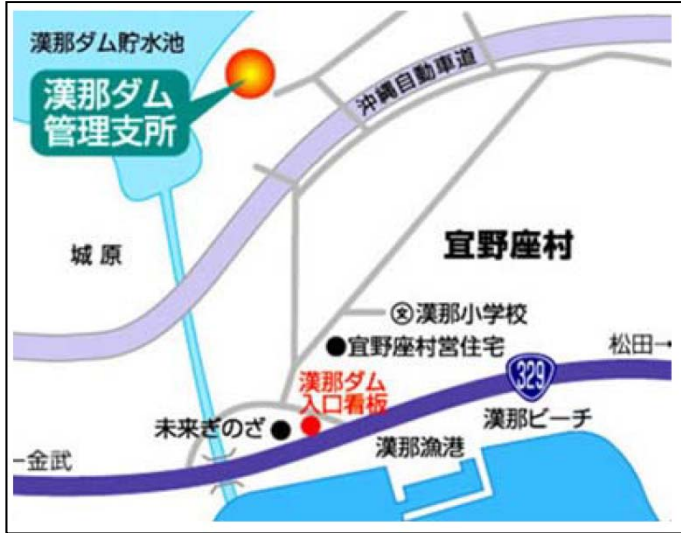 漢那ダム貯水池
漢那ダム
管理支所
沖縄自動車道
城原
宜野座村
文漢那小学校
●宜野座村営住宅
松田→
329
漢那ダム
入口看板
未来ぎのざ●
漢那ビーチ
漢那漁港
←金武